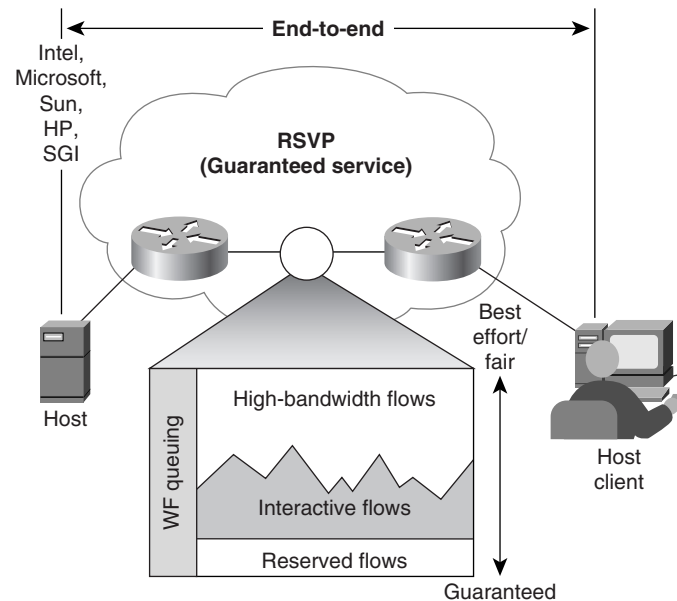 End-to-end
Intel,
Microsoft,
Sun,
HP,
SGI
RSVP
(Guaranteed service)
Best
effort/
fair
Host
WF queuing
High-bandwidth flows
Interactive flows
Reserved flows
Host
client
Guaranteed